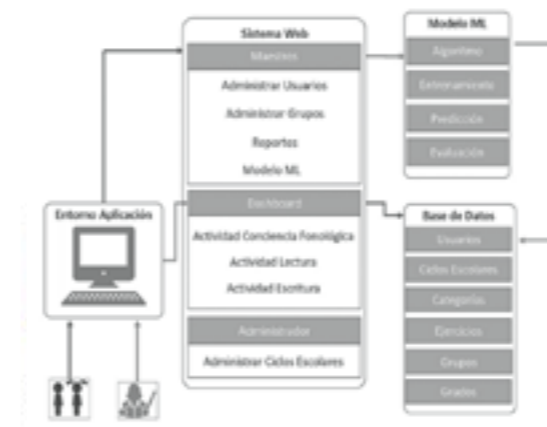 Sistema Web
Maestros
Administrar Usuarios
Administrar Grupos
Reportes
Modelo ML
Dashboard
Actividad Conciencia Fonológica
Actividad Lectura
Actividad Escritura
Administrador
Administrar Ciclos Escolares
Entorno Aplicación
Modelo ML
Algoritmo
Entrenamiento
Predicción
Evaluación
Base de Datos
Usuarios
Ciclos Escolares
Categorías
Ejercicios
Grupos
Grados